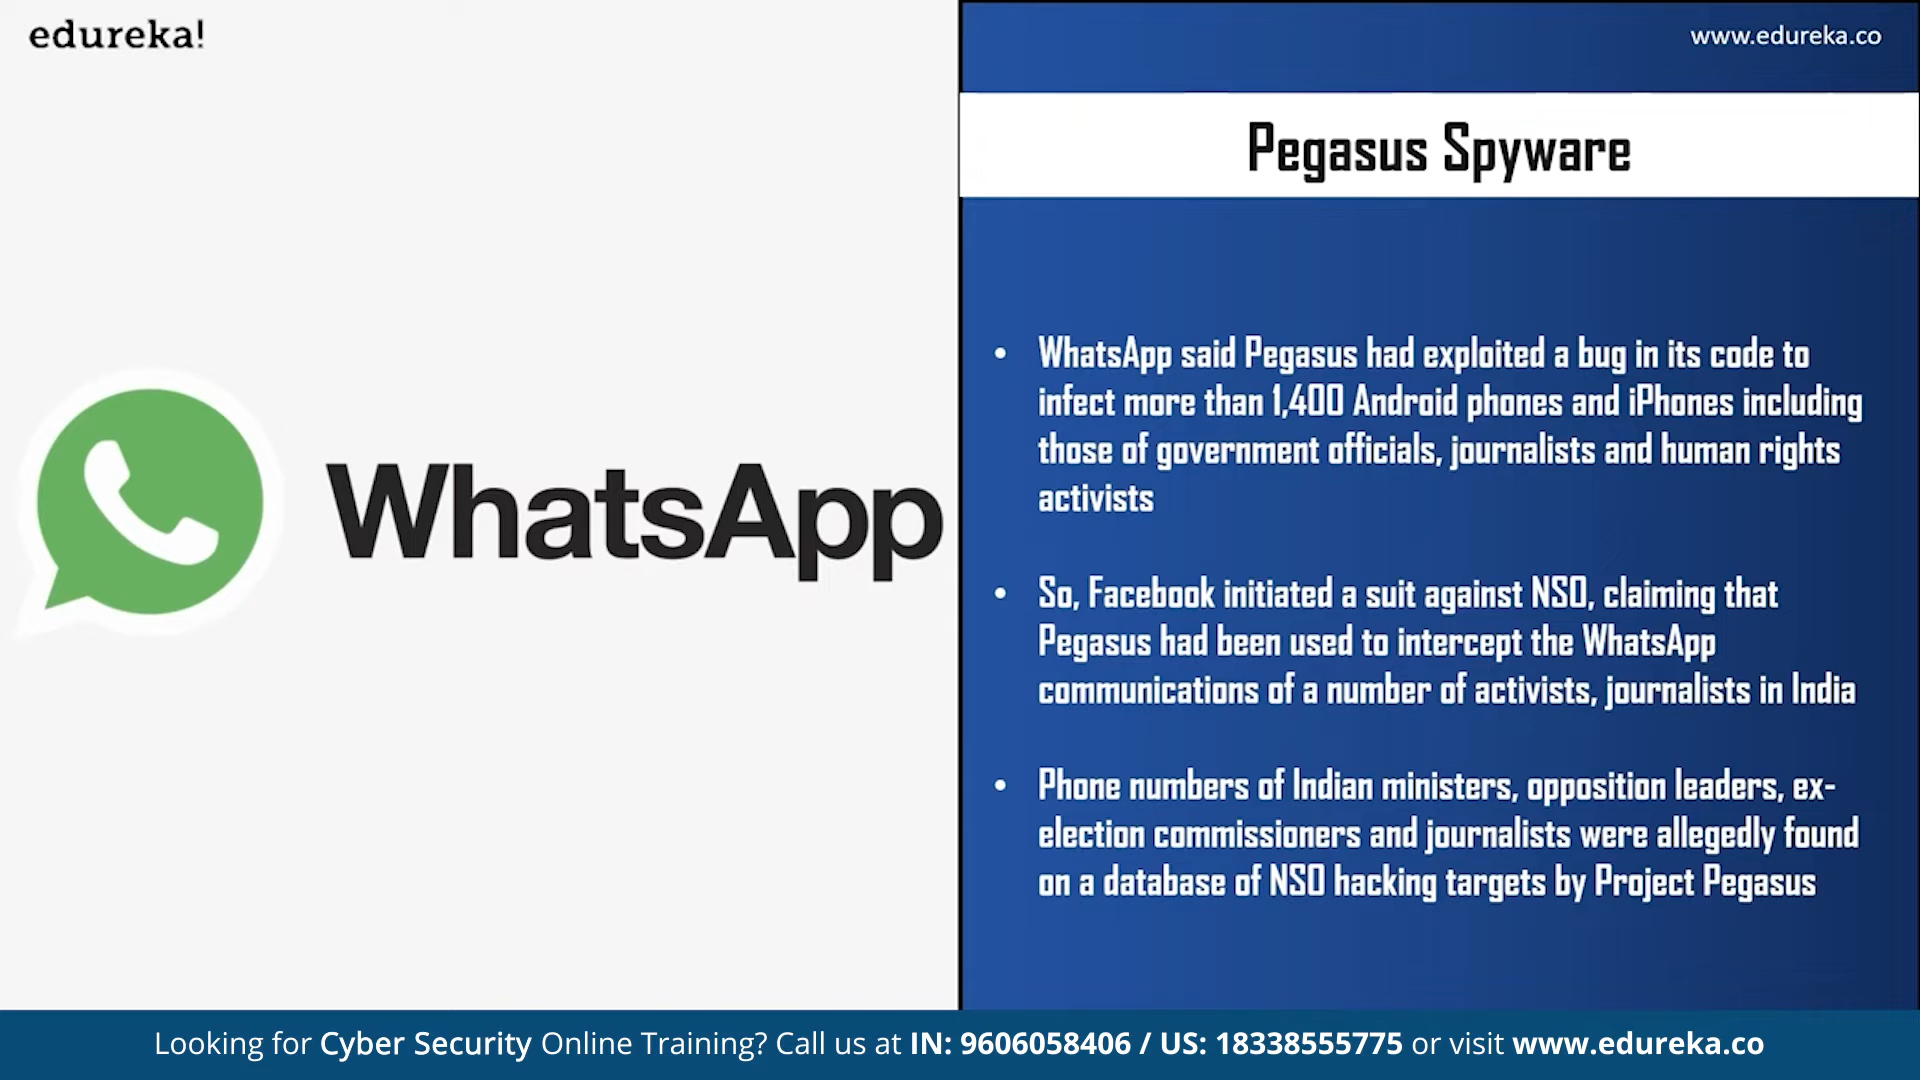 edureka!
www.edureka.co
Pegasus Spyware
WhatsApp
• WhatsApp said Pegasus had exploited a bug in its code to
infect more than 1,400 Android phones and iPhones including
those of government officials, journalists and human rights
activists
• So, Facebook initiated a suit against NSO, claiming that
Pegasus had been used to intercept the WhatsApp
communications of a number of activists, journalists in India
• Phone numbers of Indian ministers, opposition leaders, ex-
election commissioners and journalists were allegedly found
on a database of NSO hacking targets by Project Pegasus
Looking for Cyber Security Online Training? Call us at IN: 9606058406 / US: 18338555775 or visit www.edureka.co